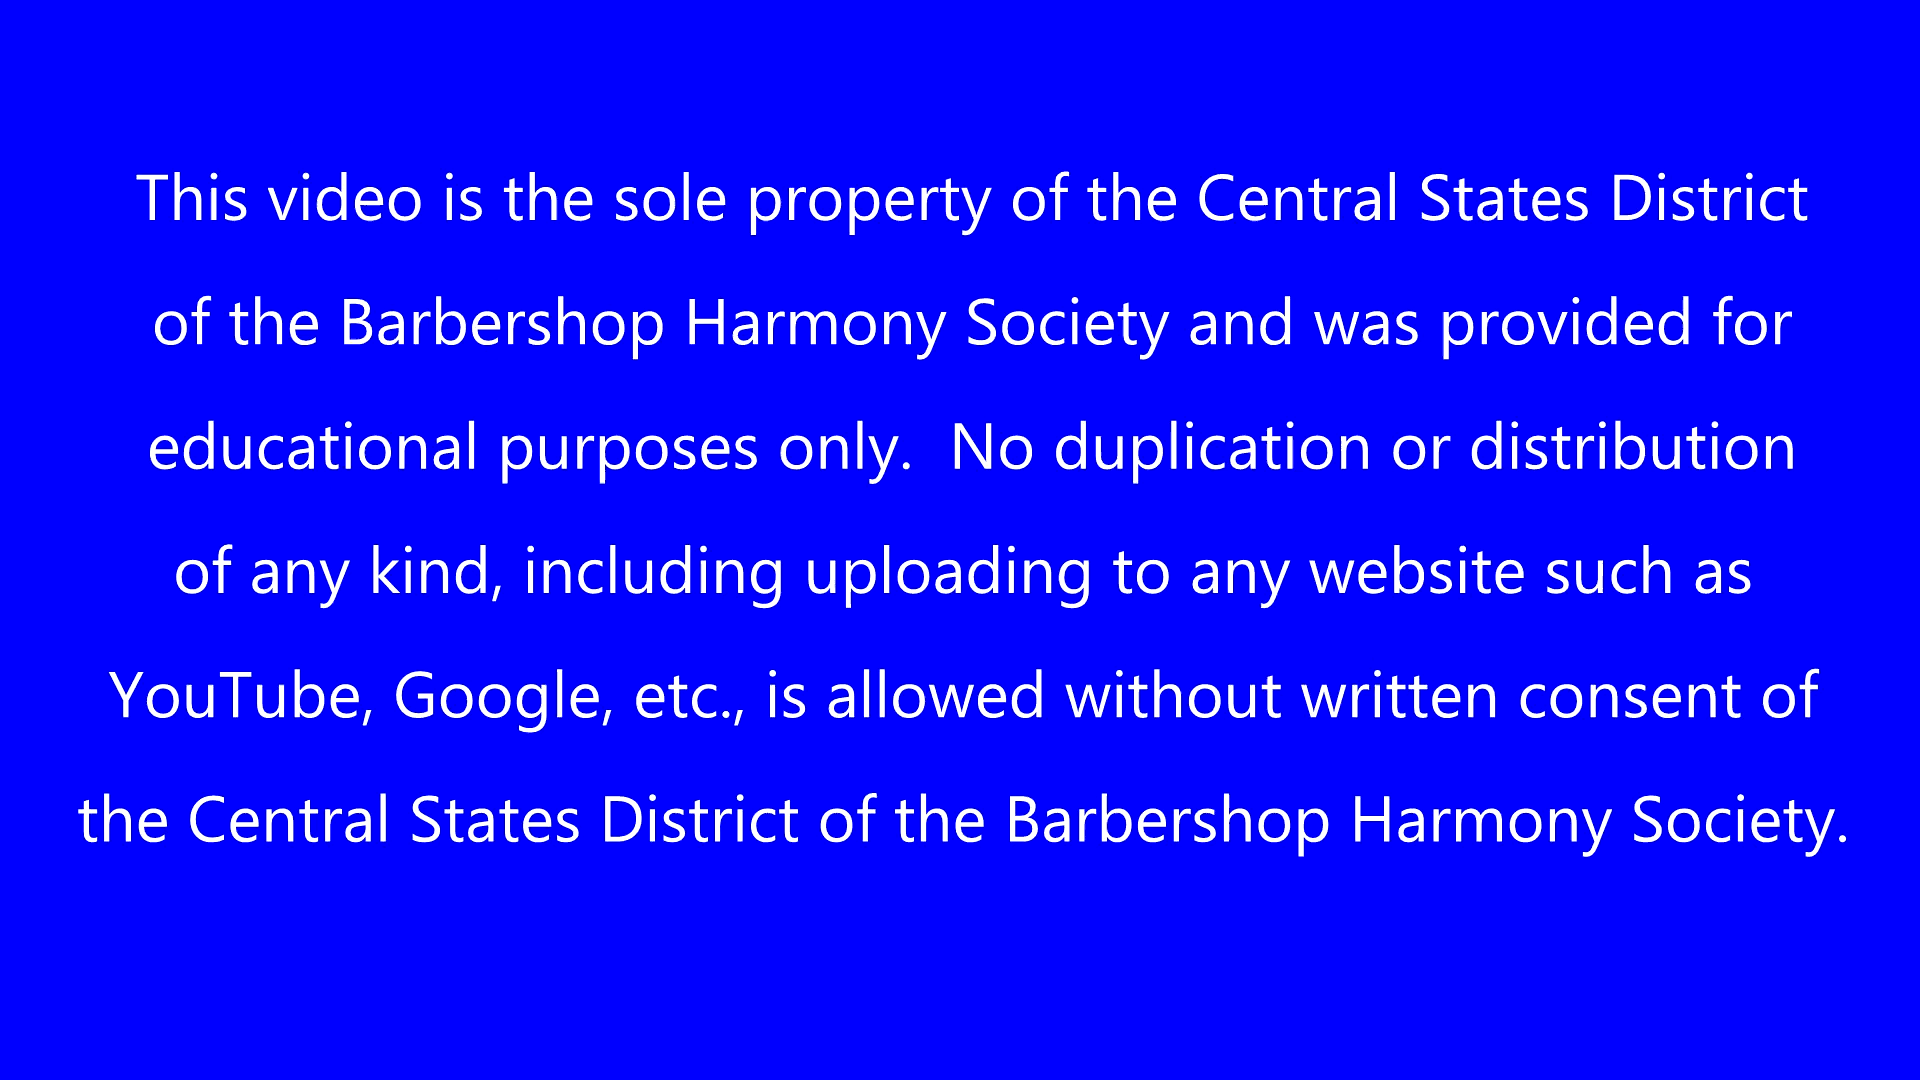 This video is the sole property of the Central States District
of the Barbershop Harmony Society and was provided for
educational purposes only.  No duplication or distribution
of any kind, including uploading to any website such as
YouTube, Google, etc., is allowed without written consent of
the Central States District of the Barbershop Harmony Society.